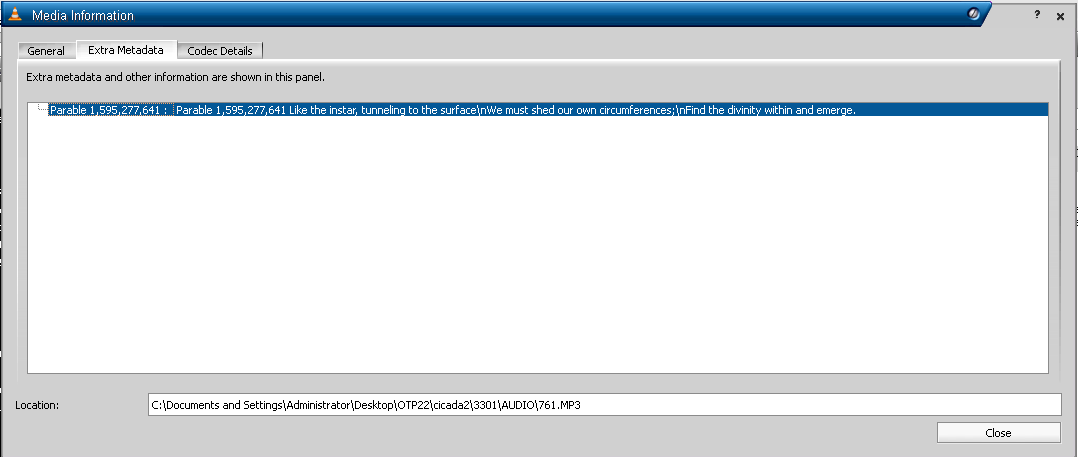 Media Information
? x
General Extra Metadata Codec Details
Extra metadata and other information are shown in this panel.
Parable 1,595,277,641 : Parable 1,595,277,641 Like the instar, tunneling to the surface\nWe must shed our own circumferences;\nFind the divinity within and emerge.
Location: C:\Documents and Settings\Administrator\Desktop\OTP22\cicada2\3301\AUDIO\761.MP3
Close